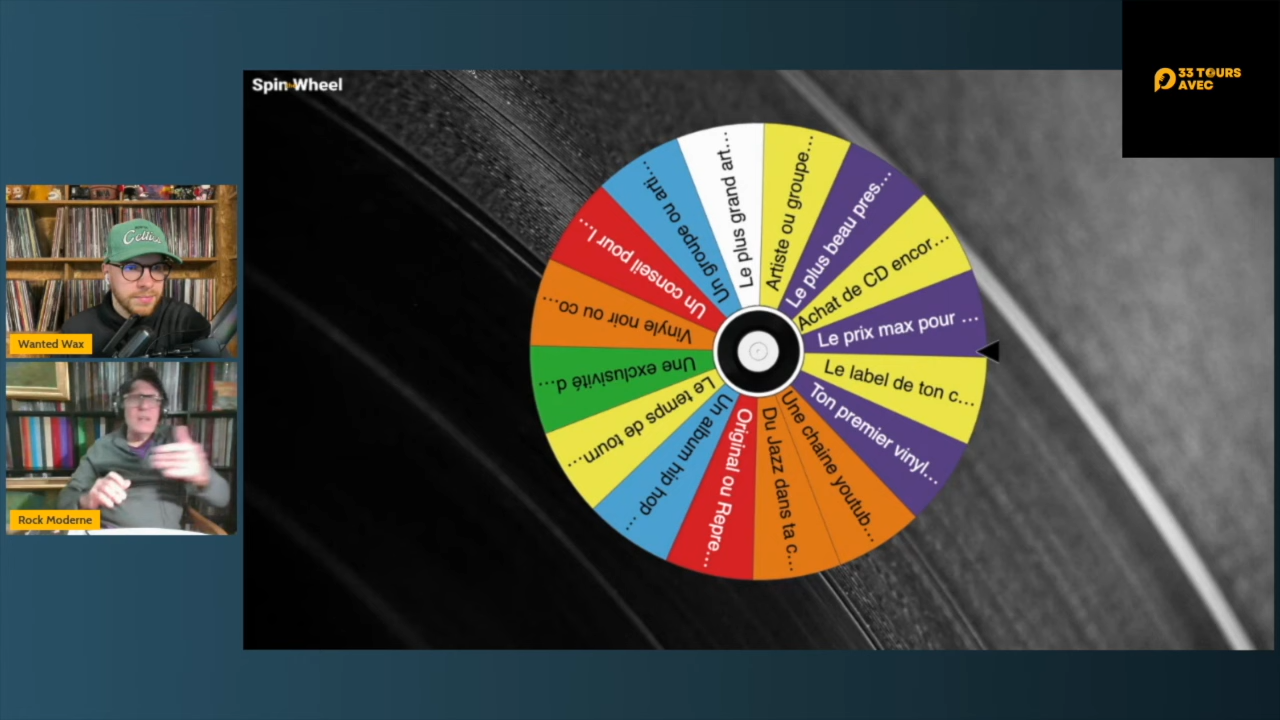 Spin the Wheel
33 TOURS
AVEC
Le plus grand art...
Artiste ou groupe...
Le plus beau pres...
Achat de CD encor...
Le prix max pour ...
Le label de ton c...
Ton premier vinyl...
Une chaine youtub...
Du Jazz dans ta c...
Original ou Repre...
Un album hip hop ...
Le temps de tourn...
Une exclusivité d...
Vinyle noir ou co...
Un conseil pour l...
Un groupe ou arti...
Celtics
Wanted Wax
Rock Moderne